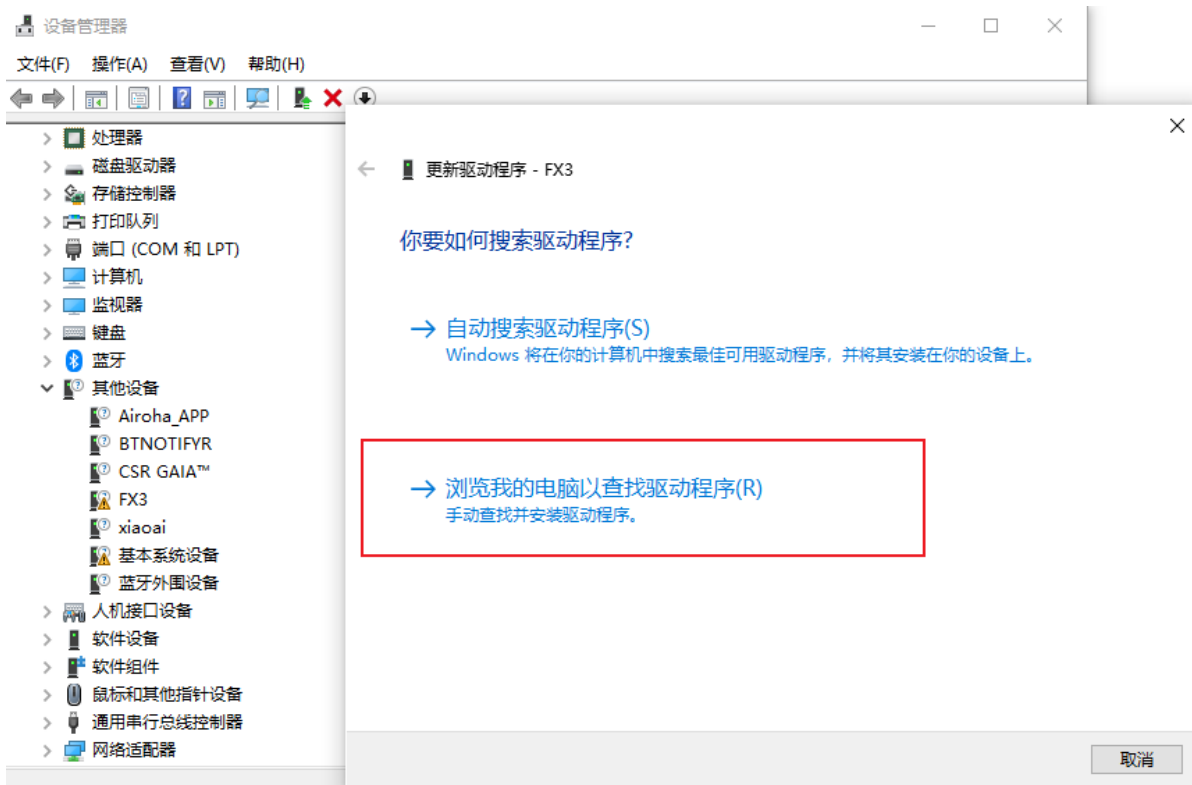 设备管理器
文件(F) 操作(A) 查看(V) 帮助(H)
处理器
磁盘驱动器
存储控制器
打印队列
端口 (COM 和 LPT)
计算机
监视器
键盘
蓝牙
其他设备
Airoha_APP
BTNOTIFYR
CSR GAIA™
FX3
xiaoai
基本系统设备
蓝牙外围设备
人机接口设备
软件设备
软件组件
鼠标和其他指针设备
通用串行总线控制器
网络适配器
更新驱动程序 - FX3
你要如何搜索驱动程序?
自动搜索驱动程序(S)
Windows 将在你的计算机中搜索最佳可用驱动程序，并将其安装在你的设备上。
浏览我的电脑以查找驱动程序(R)
手动查找并安装驱动程序。
取消